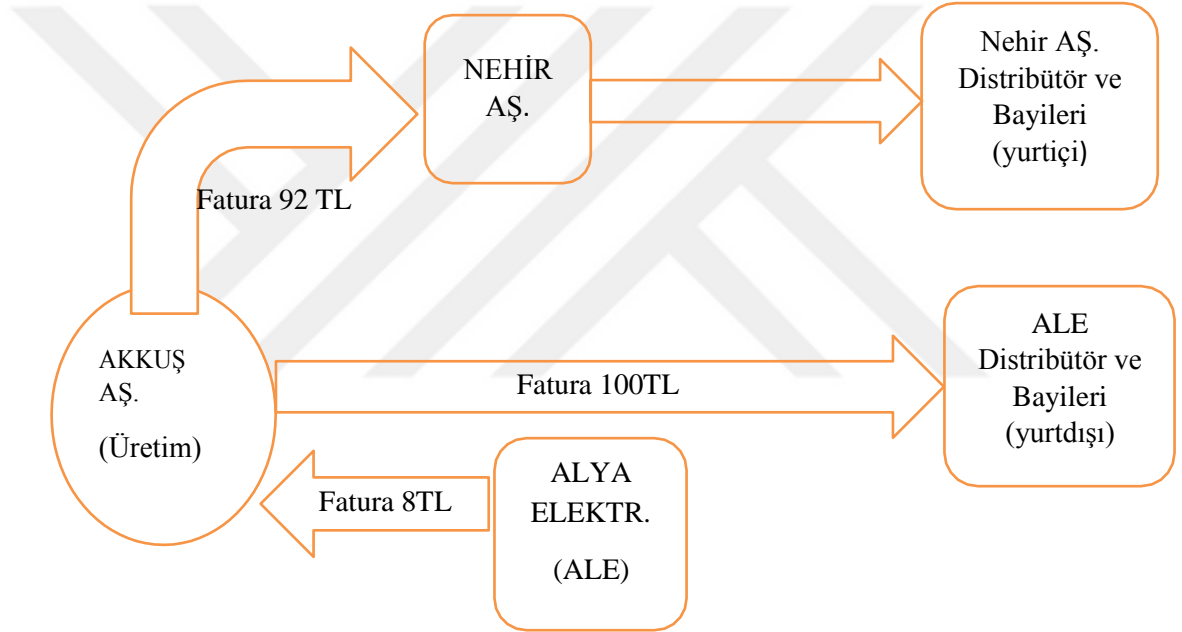 NEHİR
AŞ.
Nehir AŞ.
Distribütör ve
Bayileri
(yurtiçi)
Fatura 92 TL
AKKUŞ
AŞ.
(Üretim)
Fatura 100TL
ALE
Distribütör ve
Bayileri
(yurtdışı)
Fatura 8TL
ALYA
ELEKTR.
(ALE)